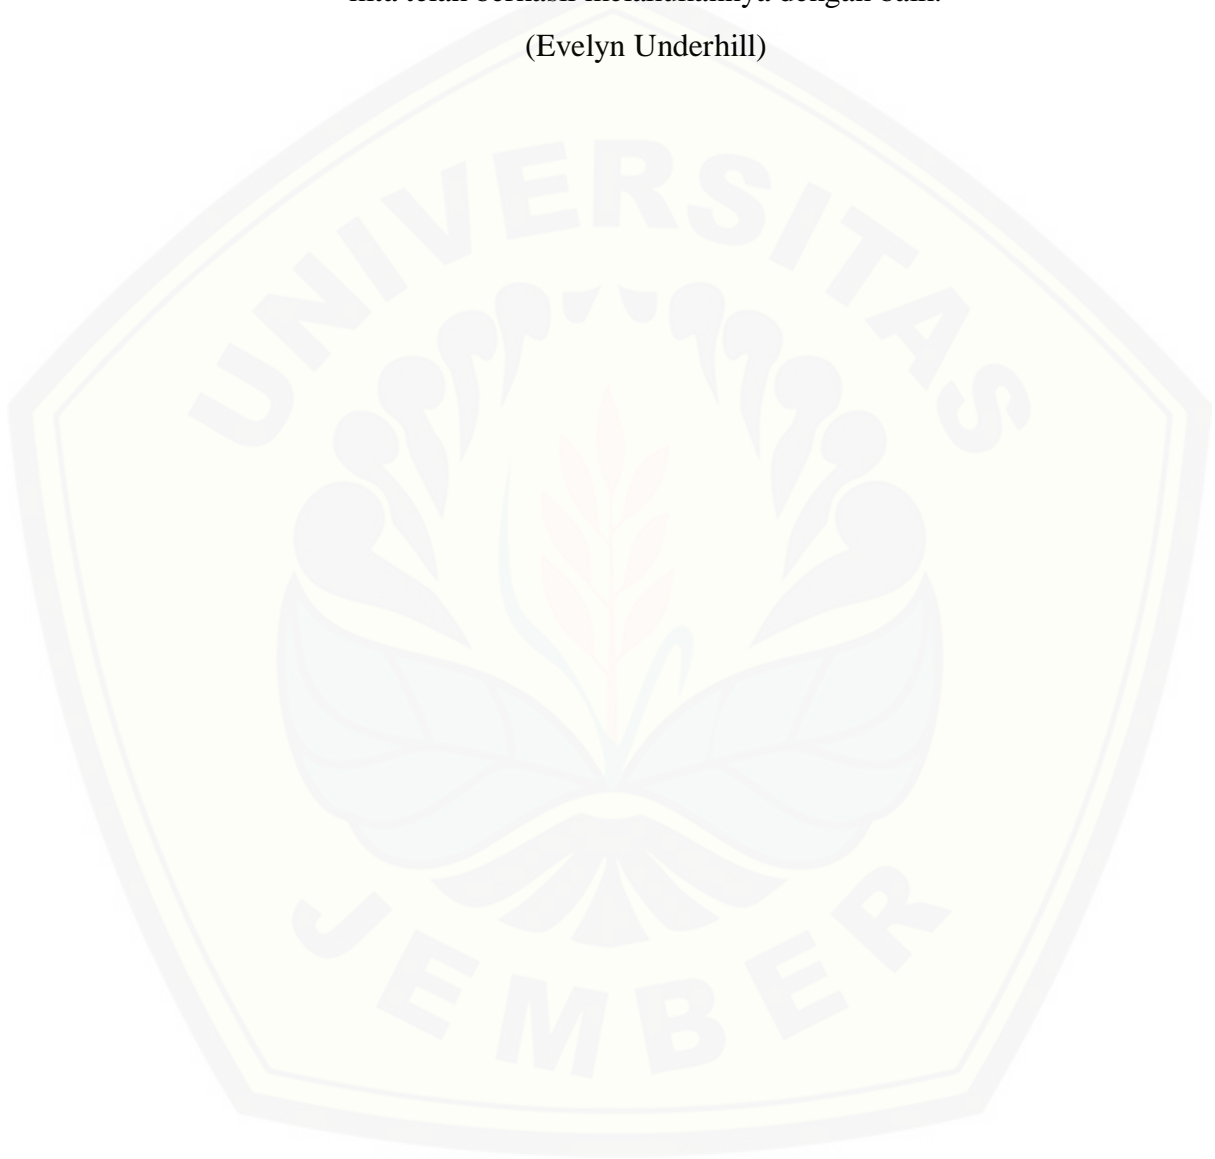 kita telah berhasil melakukannya dengan baik.
(Evelyn Underhill)
UNIVERSITAS
JEMBER